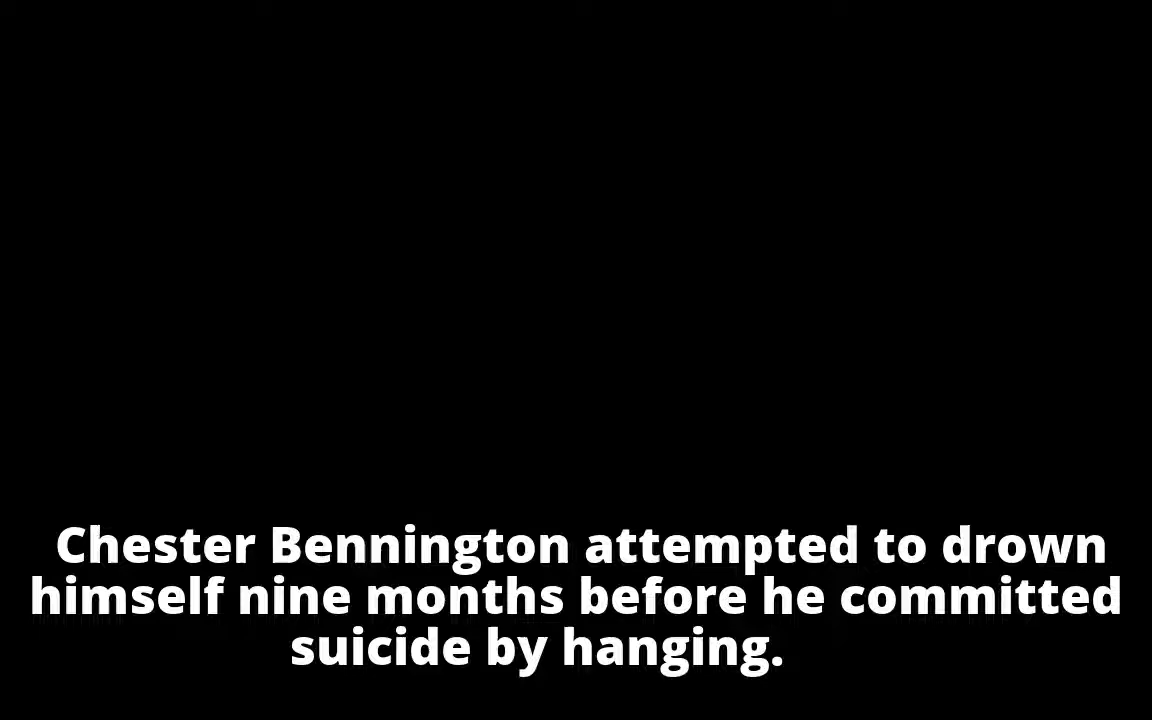 Chester Bennington attempted to drown
himself nine months before he committed
suicide by hanging.